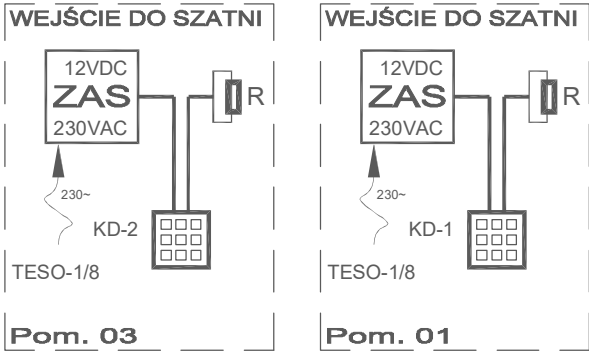 WEJŚCIE DO SZATNI
12VDC
ZAS
230VAC
R
230~
KD-2
TESO-1/8
Pom. 03
WEJŚCIE DO SZATNI
12VDC
ZAS
230VAC
R
230~
KD-1
TESO-1/8
Pom. 01